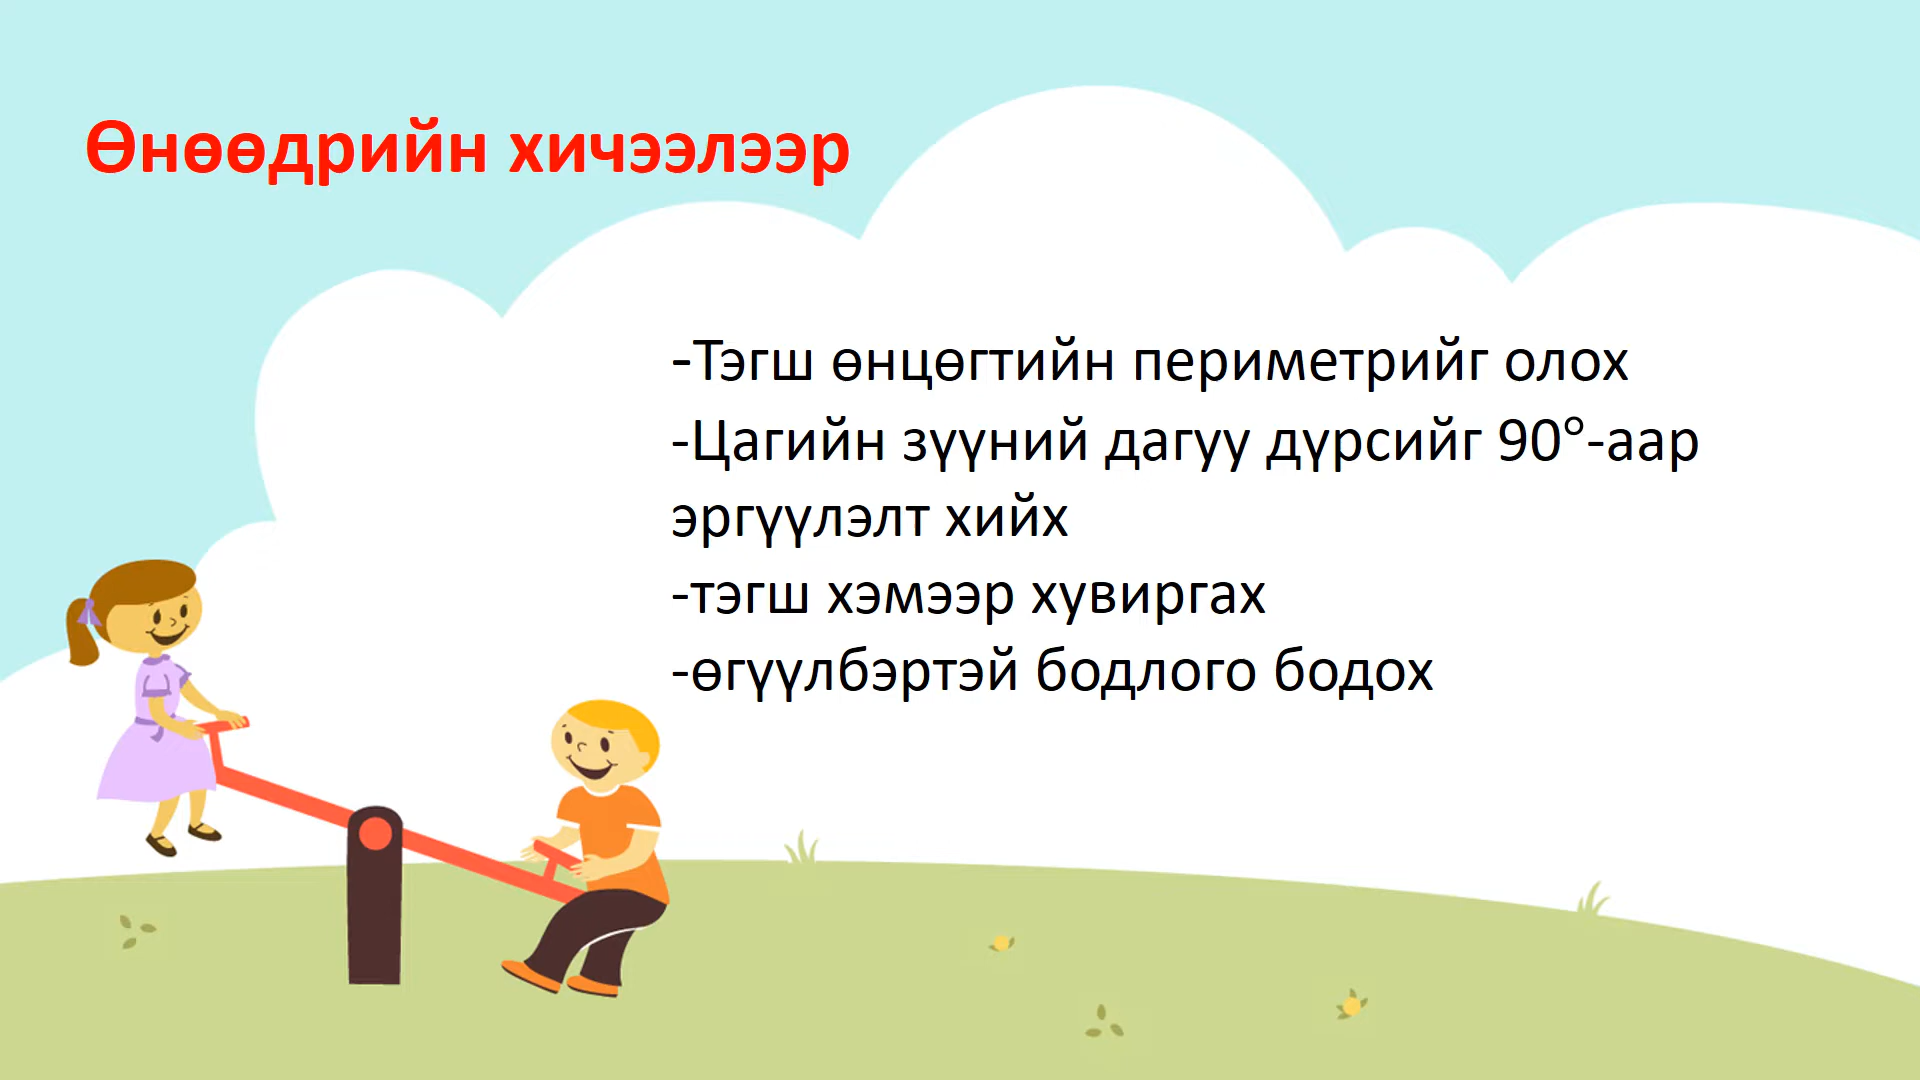 Өнөөдрийн хичээлээр
-Тэгш өнцөгтийн периметрийг олох
-Цагийн зүүний дагуу дүрсийг 90°-аар
эргүүлэлт хийх
-тэгш хэмээр хувиргах
-өгүүлбэртэй бодлого бодох